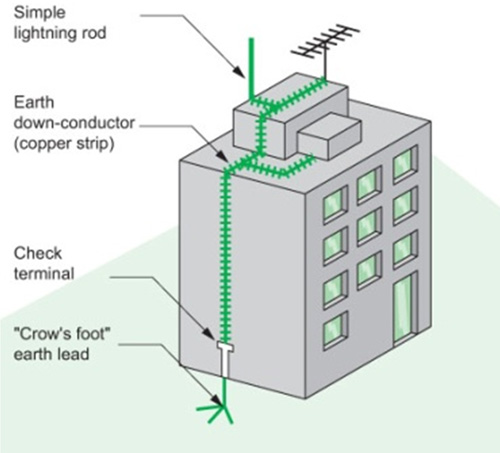 Simple
lightning rod
Earth
down-conductor
(copper strip)
Check
terminal
"Crow's foot"
earth lead